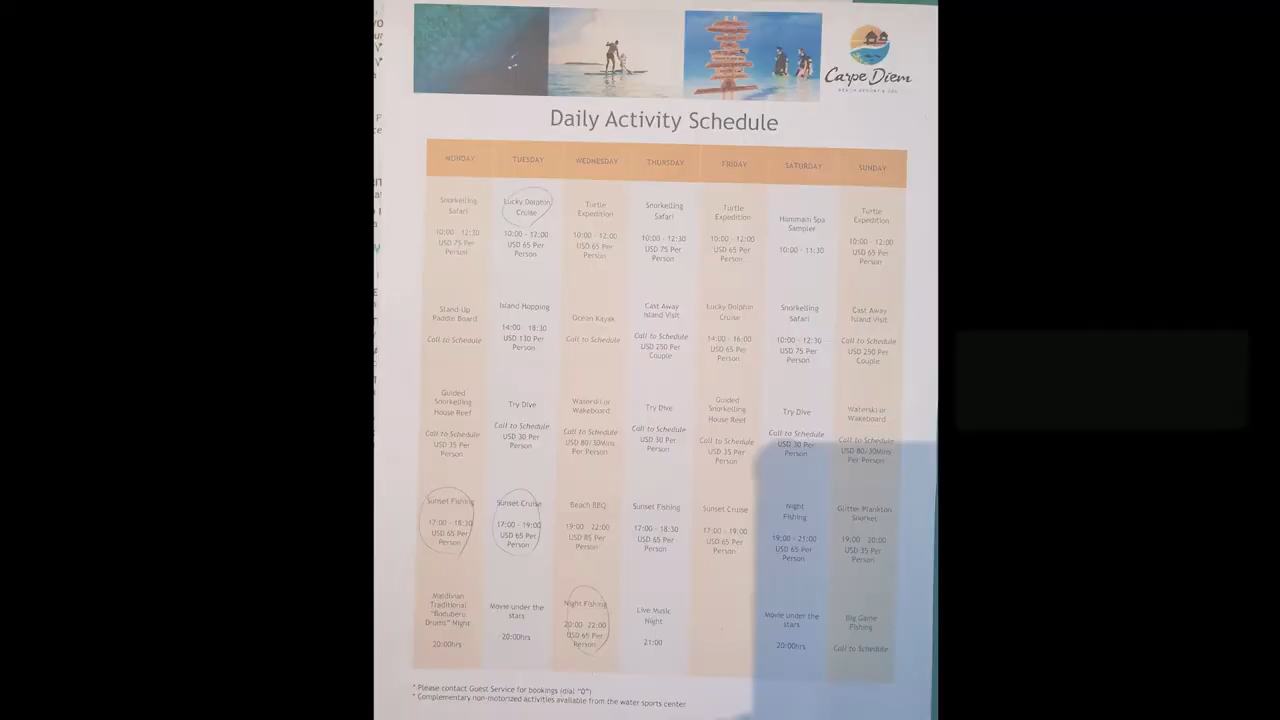 Carpe Diem
BEACH RESORT & SPA
Daily Activity Schedule
MONDAY
TUESDAY
WEDNESDAY
THURSDAY
FRIDAY
SATURDAY
SUNDAY
Snorkelling
Safari
10:00 - 12:30
USD 75 Per
Person
Lucky Dolphin
Cruise
10:00 - 12:00
USD 65 Per
Person
Turtle
Expedition
10:00 - 12:00
USD 65 Per
Person
Snorkelling
Safari
10:00 - 12:30
USD 75 Per
Person
Turtle
Expedition
10:00 - 12:00
USD 65 Per
Person
Hammam Spa
Sampler
10:00 - 11:30
Turtle
Expedition
10:00 - 12:00
USD 65 Per
Person
Stand Up
Paddle Board
Call to Schedule
Island Hopping
14:00 - 18:30
USD 130 Per
Person
Ocean Kayak
Call to Schedule
Cast Away
Island Visit
Call to Schedule
USD 250 Per
Couple
Lucky Dolphin
Cruise
14:00 - 16:00
USD 65 Per
Person
Snorkelling
Safari
10:00 - 12:30
USD 75 Per
Person
Cast Away
Island Visit
Call to Schedule
USD 250 Per
Couple
Guided
Snorkelling
House Reef
Call to Schedule
USD 35 Per
Person
Try Dive
Call to Schedule
USD 30 Per
Person
Waterski or
Wakeboard
Call to Schedule
USD 80/30Mins
Per Person
Try Dive
Call to Schedule
USD 30 Per
Person
Guided
Snorkelling
House Reef
Call to Schedule
USD 35 Per
Person
Try Dive
Call to Schedule
USD 30 Per
Person
Waterski or
Wakeboard
Call to Schedule
USD 80/30Mins
Per Person
Sunset Fishing
17:00 - 18:30
USD 65 Per
Person
Sunset Cruise
17:00 - 19:00
USD 65 Per
Person
Beach BBQ
19:00 - 22:00
USD 85 Per
Person
Sunset Fishing
17:00 - 18:30
USD 65 Per
Person
Sunset Cruise
17:00 - 19:00
USD 65 Per
Person
Night
Fishing
19:00 - 21:00
USD 65 Per
Person
Glitter Plankton
Snorkel
19:00 - 20:00
USD 35 Per
Person
Maldivian
Traditional
"Boduberu
Drums" Night
20:00hrs
Movie under the
stars
20:00hrs
Night Fishing
20:00 - 22:00
USD 65 Per
Person
Live Music
Night
21:00
Movie under the
stars
20:00hrs
Big Game
Fishing
Call to Schedule
* Please contact Guest Service for bookings (dial "0")
* Complementary non-motorized activities available from the water sports center